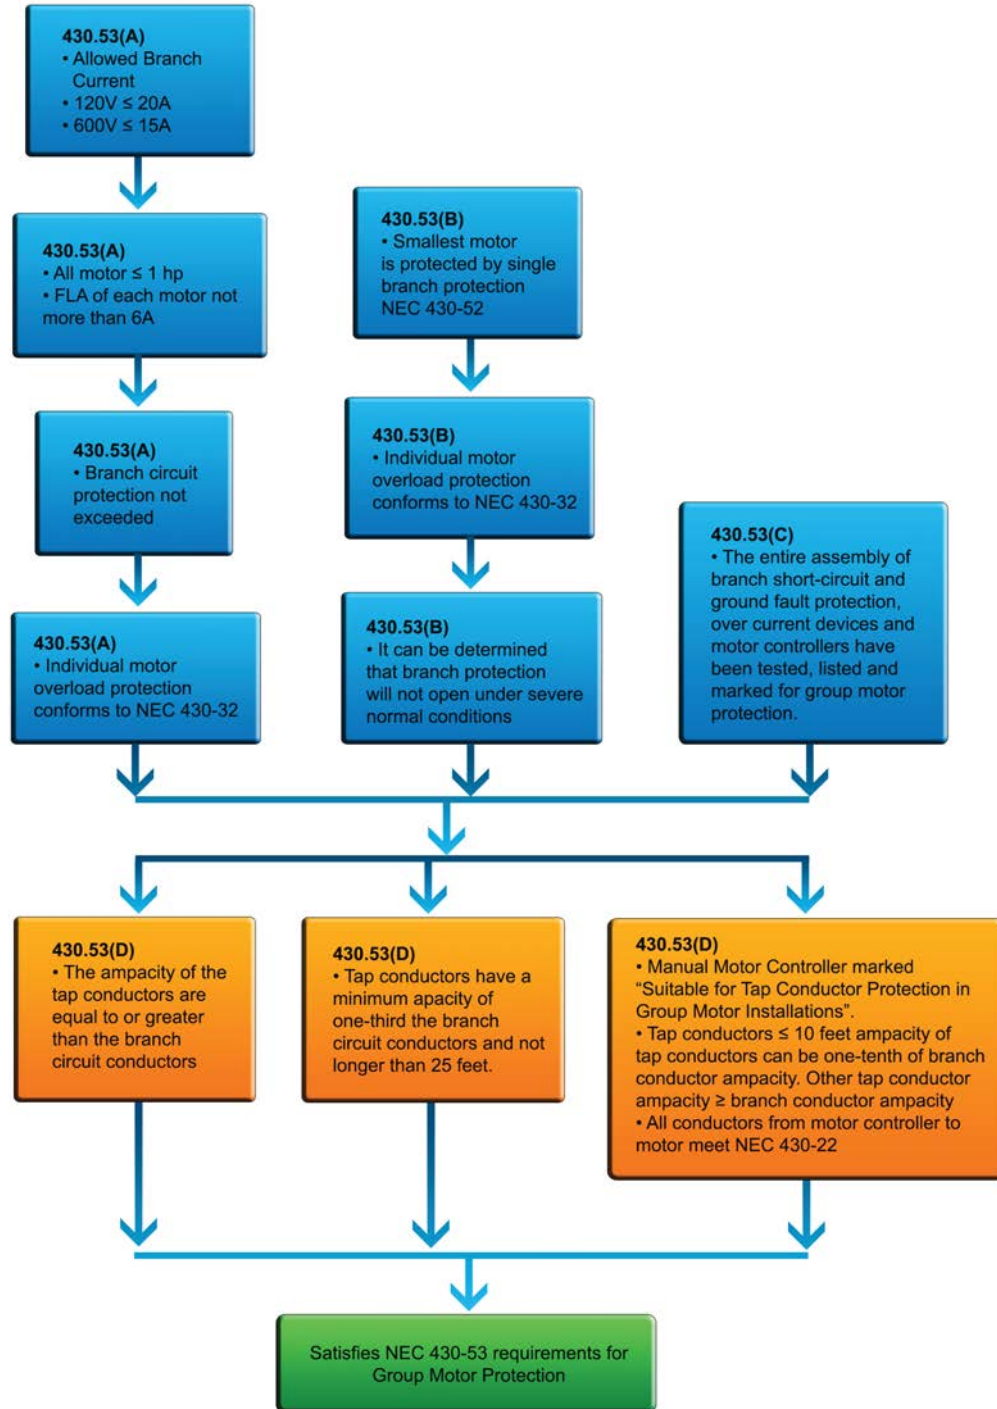 430.53(A)
• Allowed Branch
Current
• 120V ≤ 20A
• 600V ≤ 15A
430.53(A)
• All motor ≤ 1 hp
• FLA of each motor not
more than 6A
430.53(A)
• Branch circuit
protection not
exceeded
430.53(A)
• Individual motor
overload protection
conforms to NEC 430-32
430.53(B)
• Smallest motor
is protected by single
branch protection
NEC 430-52
430.53(B)
• Individual motor
overload protection
conforms to NEC 430-32
430.53(B)
• It can be determined
that branch protection
will not open under severe
normal conditions
430.53(C)
• The entire assembly of
branch short-circuit and
ground fault protection,
over current devices and
motor controllers have
been tested, listed and
marked for group motor
protection.
430.53(D)
• The ampacity of the
tap conductors are
equal to or greater
than the branch
circuit conductors
430.53(D)
• Tap conductors have a
minimum apacity of
one-third the branch
circuit conductors and not
longer than 25 feet.
430.53(D)
• Manual Motor Controller marked
“Suitable for Tap Conductor Protection in
Group Motor Installations”.
• Tap conductors ≤ 10 feet ampacity of
tap conductors can be one-tenth of branch
conductor ampacity. Other tap conductor
ampacity ≥ branch conductor ampacity
• All conductors from motor controller to
motor meet NEC 430-22
Satisfies NEC 430-53 requirements for
Group Motor Protection